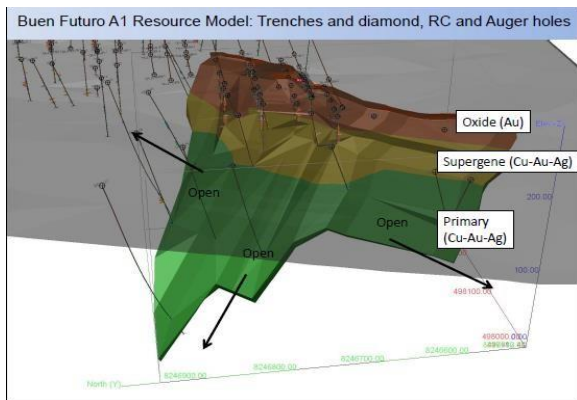 Buen Futuro A1 Resource Model: Trenches and diamond, RC and Auger holes
Oxide (Au)
Supergene (Cu-Au-Ag)
200.00
Open
Open
Open
Primary
(Cu-Au-Ag)
100.00
498100.00
498000.00
8246600.00
8246700.00
8246800.00
8246900.00
North (Y)